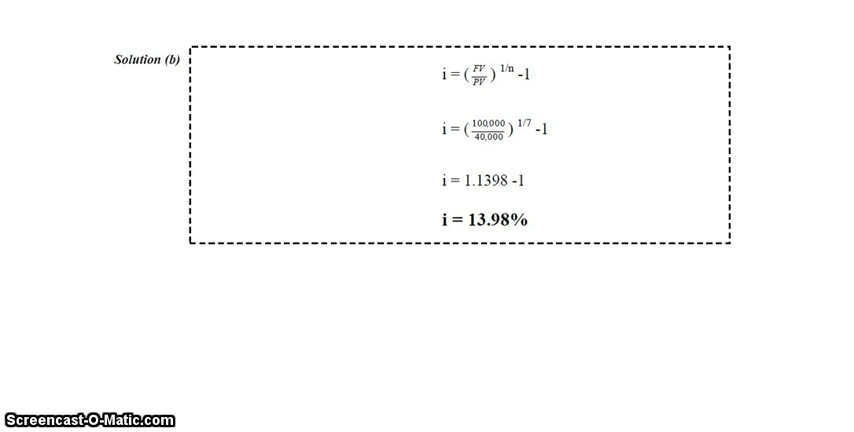 Solution (b)
i = (FV/PV) 1/n -1
i = (100,000/40,000) 1/7 -1
i = 1.1398 -1
i = 13.98%
Screencast-O-Matic.com